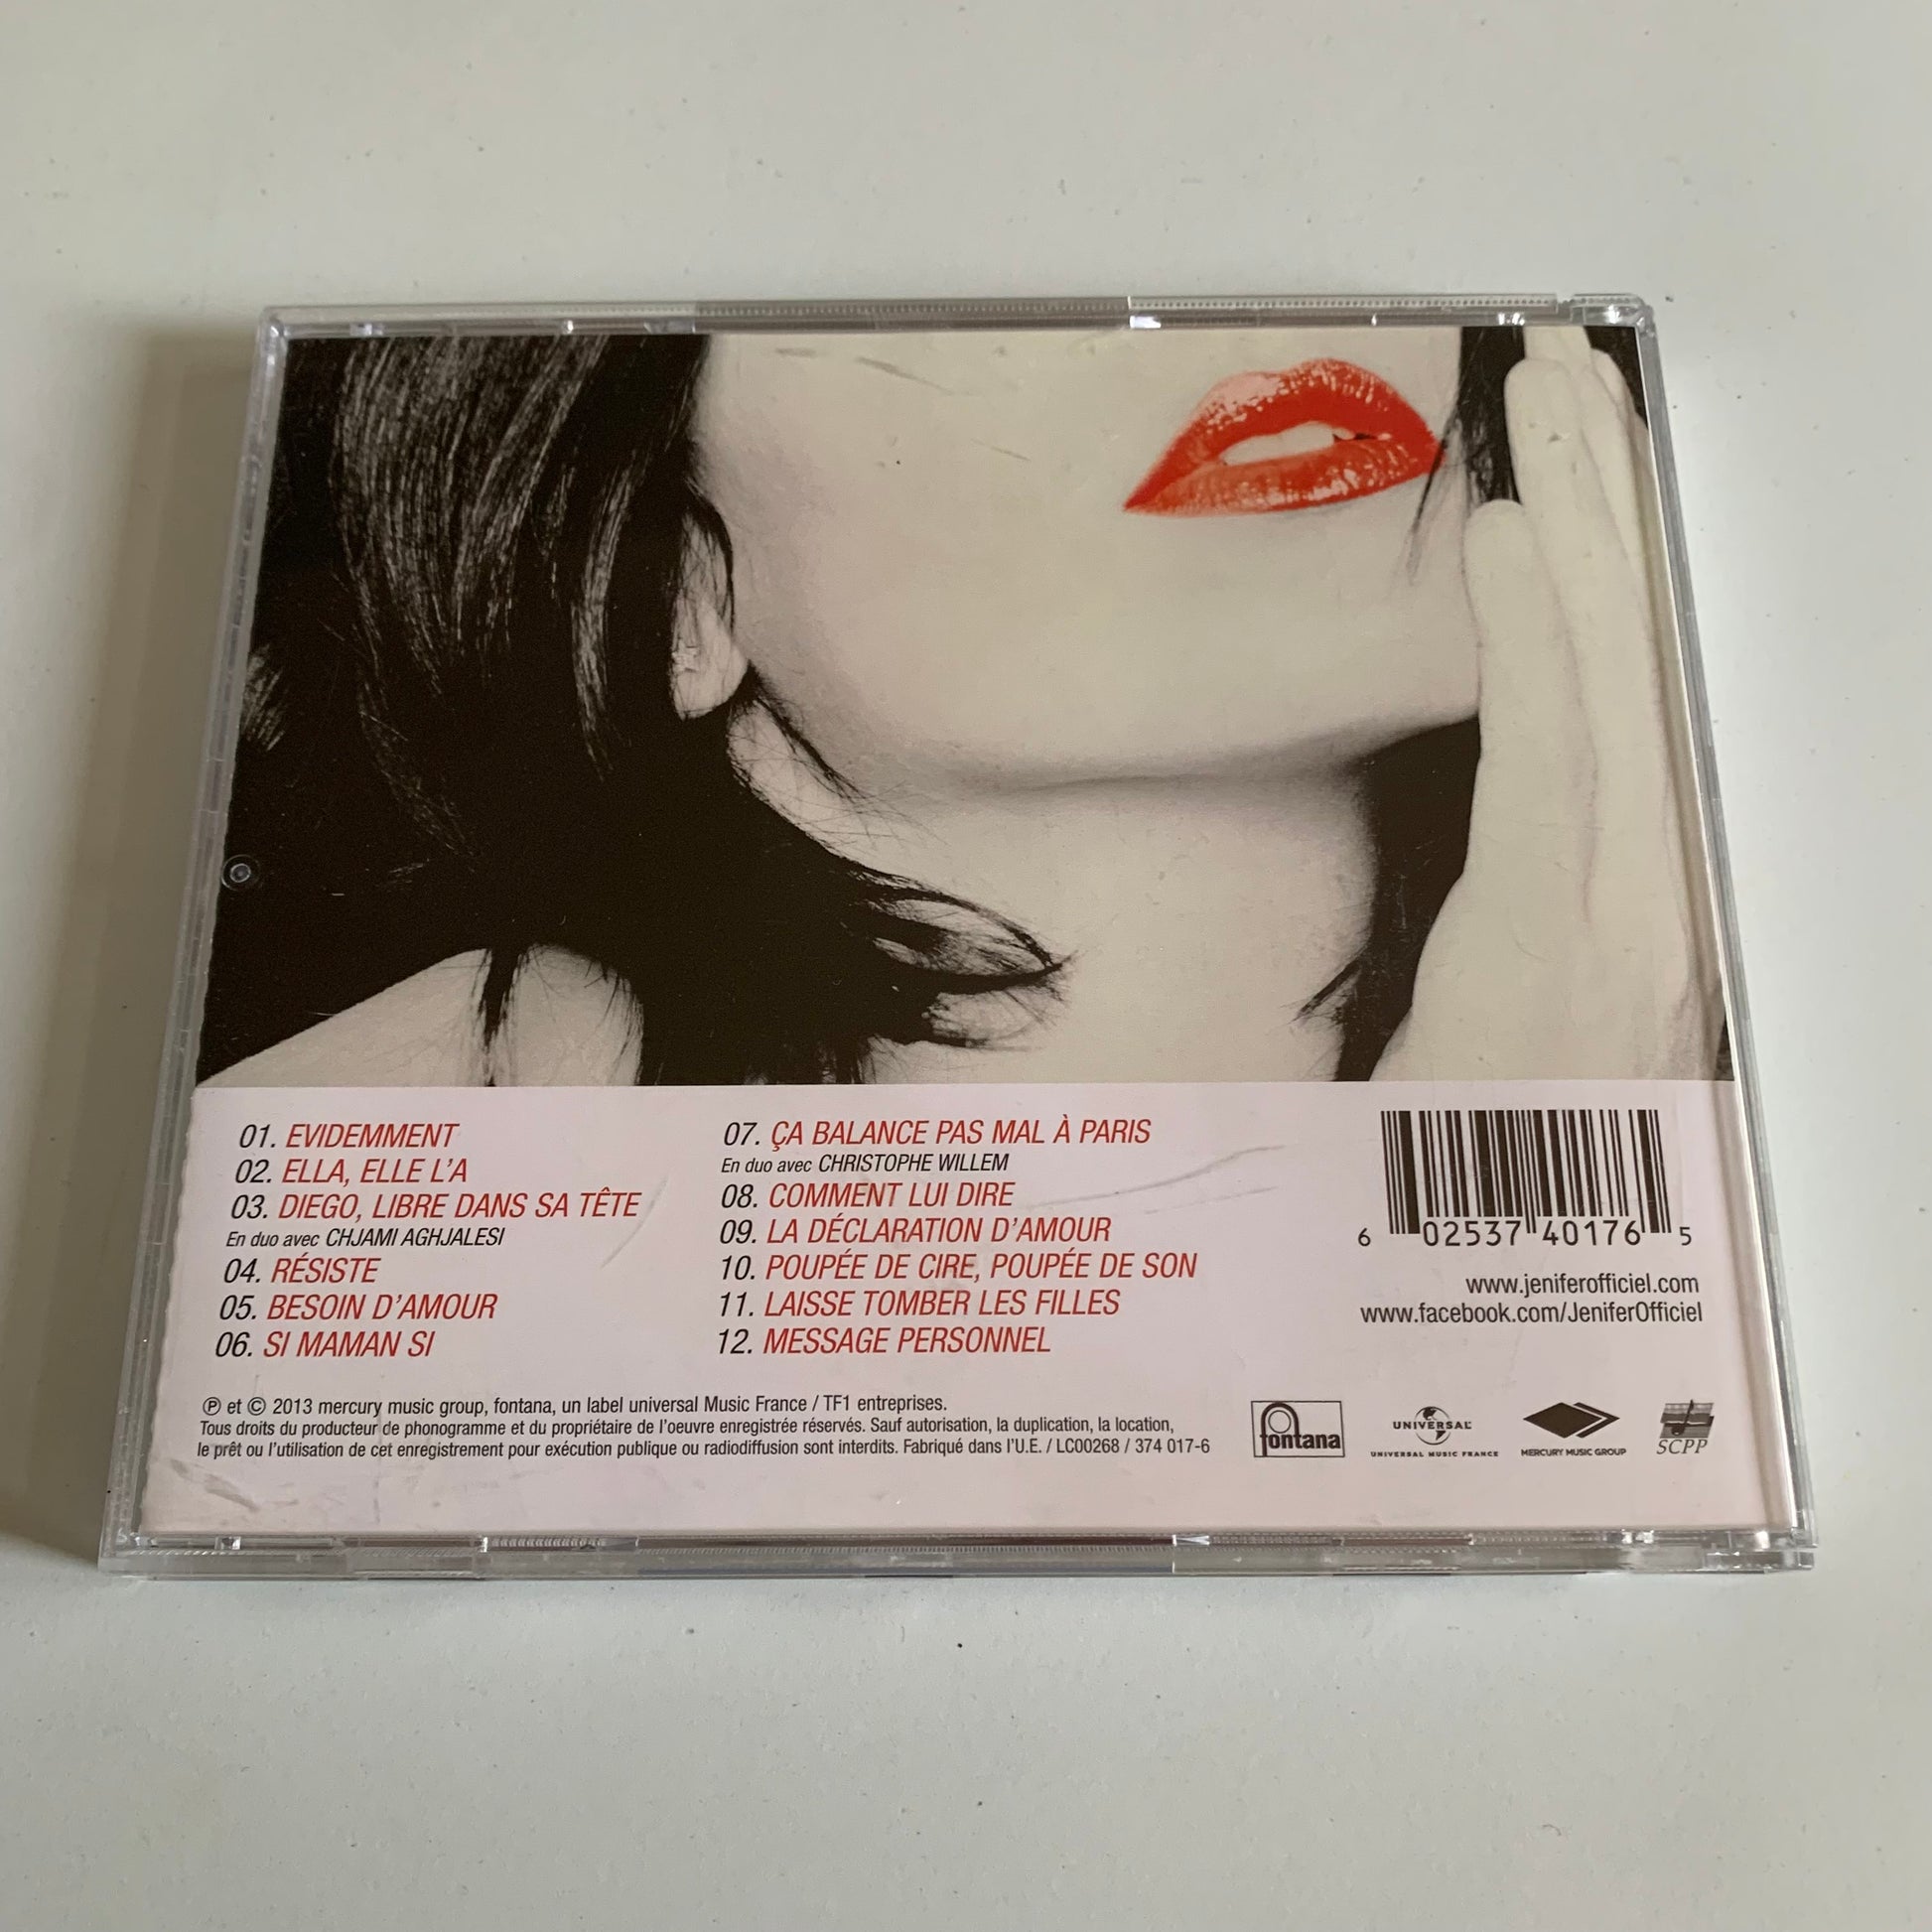 01. EVIDEMMENT
02. ELLA, ELLE L'A
03. DIEGO, LIBRE DANS SA TÊTE
En duo avec CHJAMI AGHJALESI
04. RÉSISTE
05. BESOIN D'AMOUR
06. SI MAMAN SI
07. ÇA BALANCE PAS MAL À PARIS
En duo avec CHRISTOPHE WILLEM
08. COMMENT LUI DIRE
09. LA DÉCLARATION D'AMOUR
10. POUPÉE DE CIRE, POUPÉE DE SON
11. LAISSE TOMBER LES FILLES
12. MESSAGE PERSONNEL
6 02537 40176 5
www.jeniferofficiel.com
www.facebook.com/JeniferOfficiel
℗ et © 2013 mercury music group, fontana, un label universal Music France / TF1 entreprises.
Tous droits du producteur de phonogramme et du propriétaire de l'oeuvre enregistrée réservés. Sauf autorisation, la duplication, la location,
le prêt ou l'utilisation de cet enregistrement pour exécution publique ou radiodiffusion sont interdits. Fabriqué dans l'U.E. / LC00268 / 374 017-6
fontana
UNIVERSAL
UNIVERSAL MUSIC FRANCE
MERCURY MUSIC GROUP
SCPP